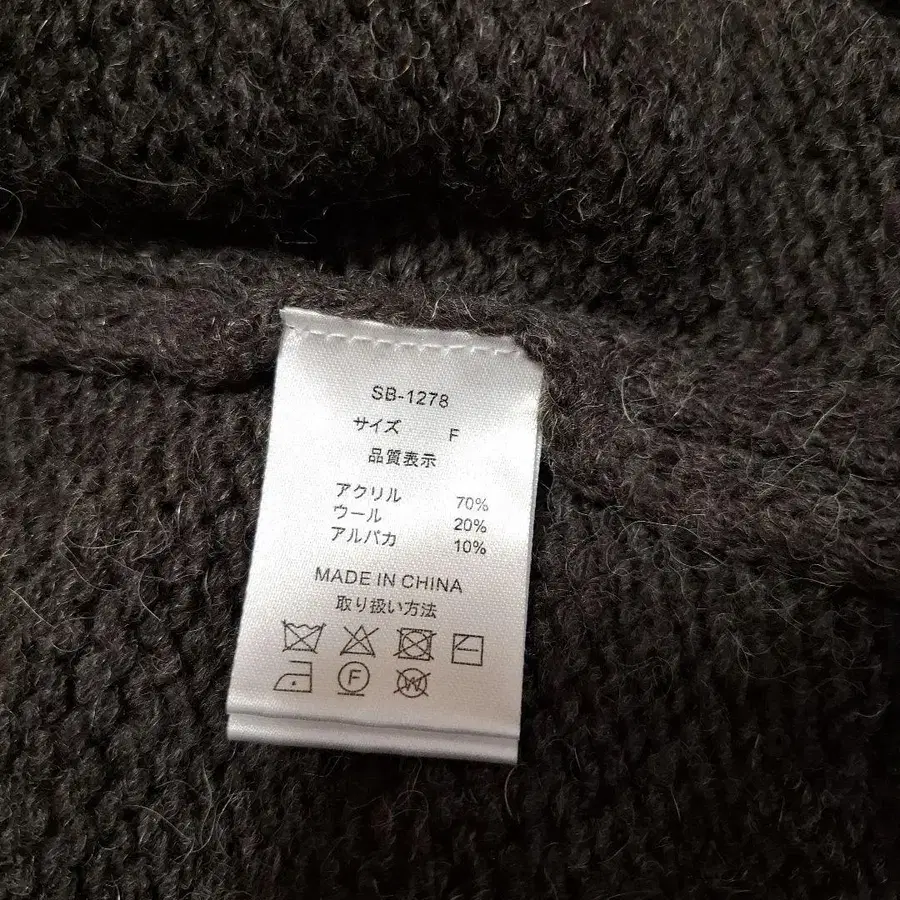 SB-1278
サイズ F
品質表示
アクリル 70%
ウール 20%
アルパカ 10%
MADE IN CHINA
取り扱い方法
F W